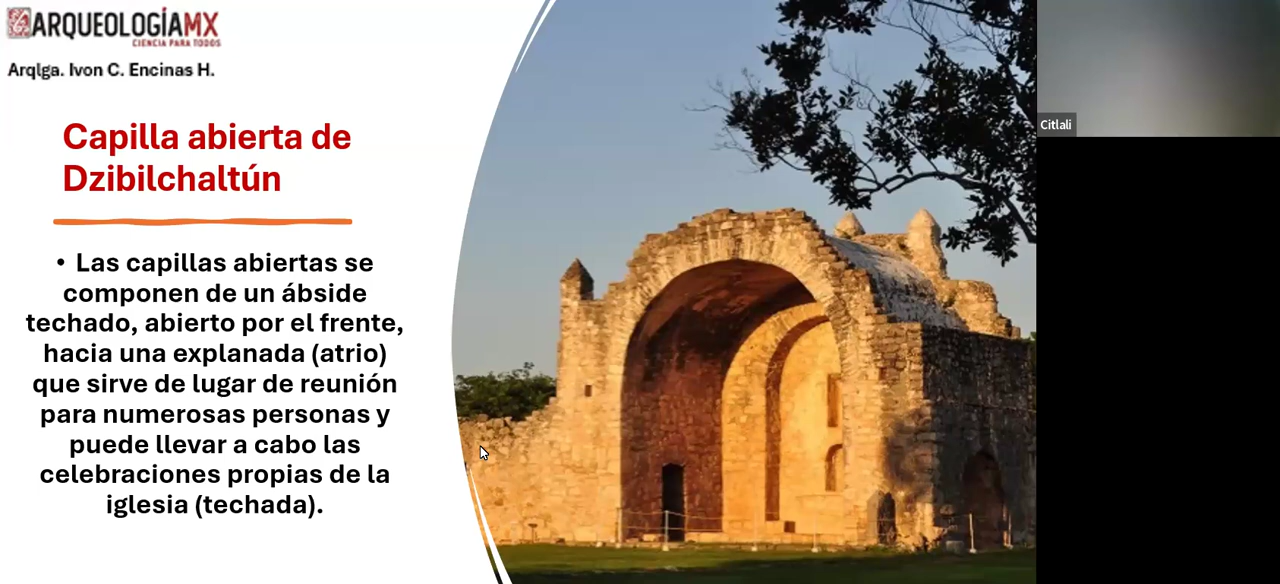 ARQUEOLOGÍAMX
CIENCIA PARA TODOS
Arqlga. Ivon C. Encinas H.
Capilla abierta de
Dzibilchaltún
• Las capillas abiertas se
componen de un ábside
techado, abierto por el frente,
hacia una explanada (atrio)
que sirve de lugar de reunión
para numerosas personas y
puede llevar a cabo las
celebraciones propias de la
iglesia (techada).
Citlali